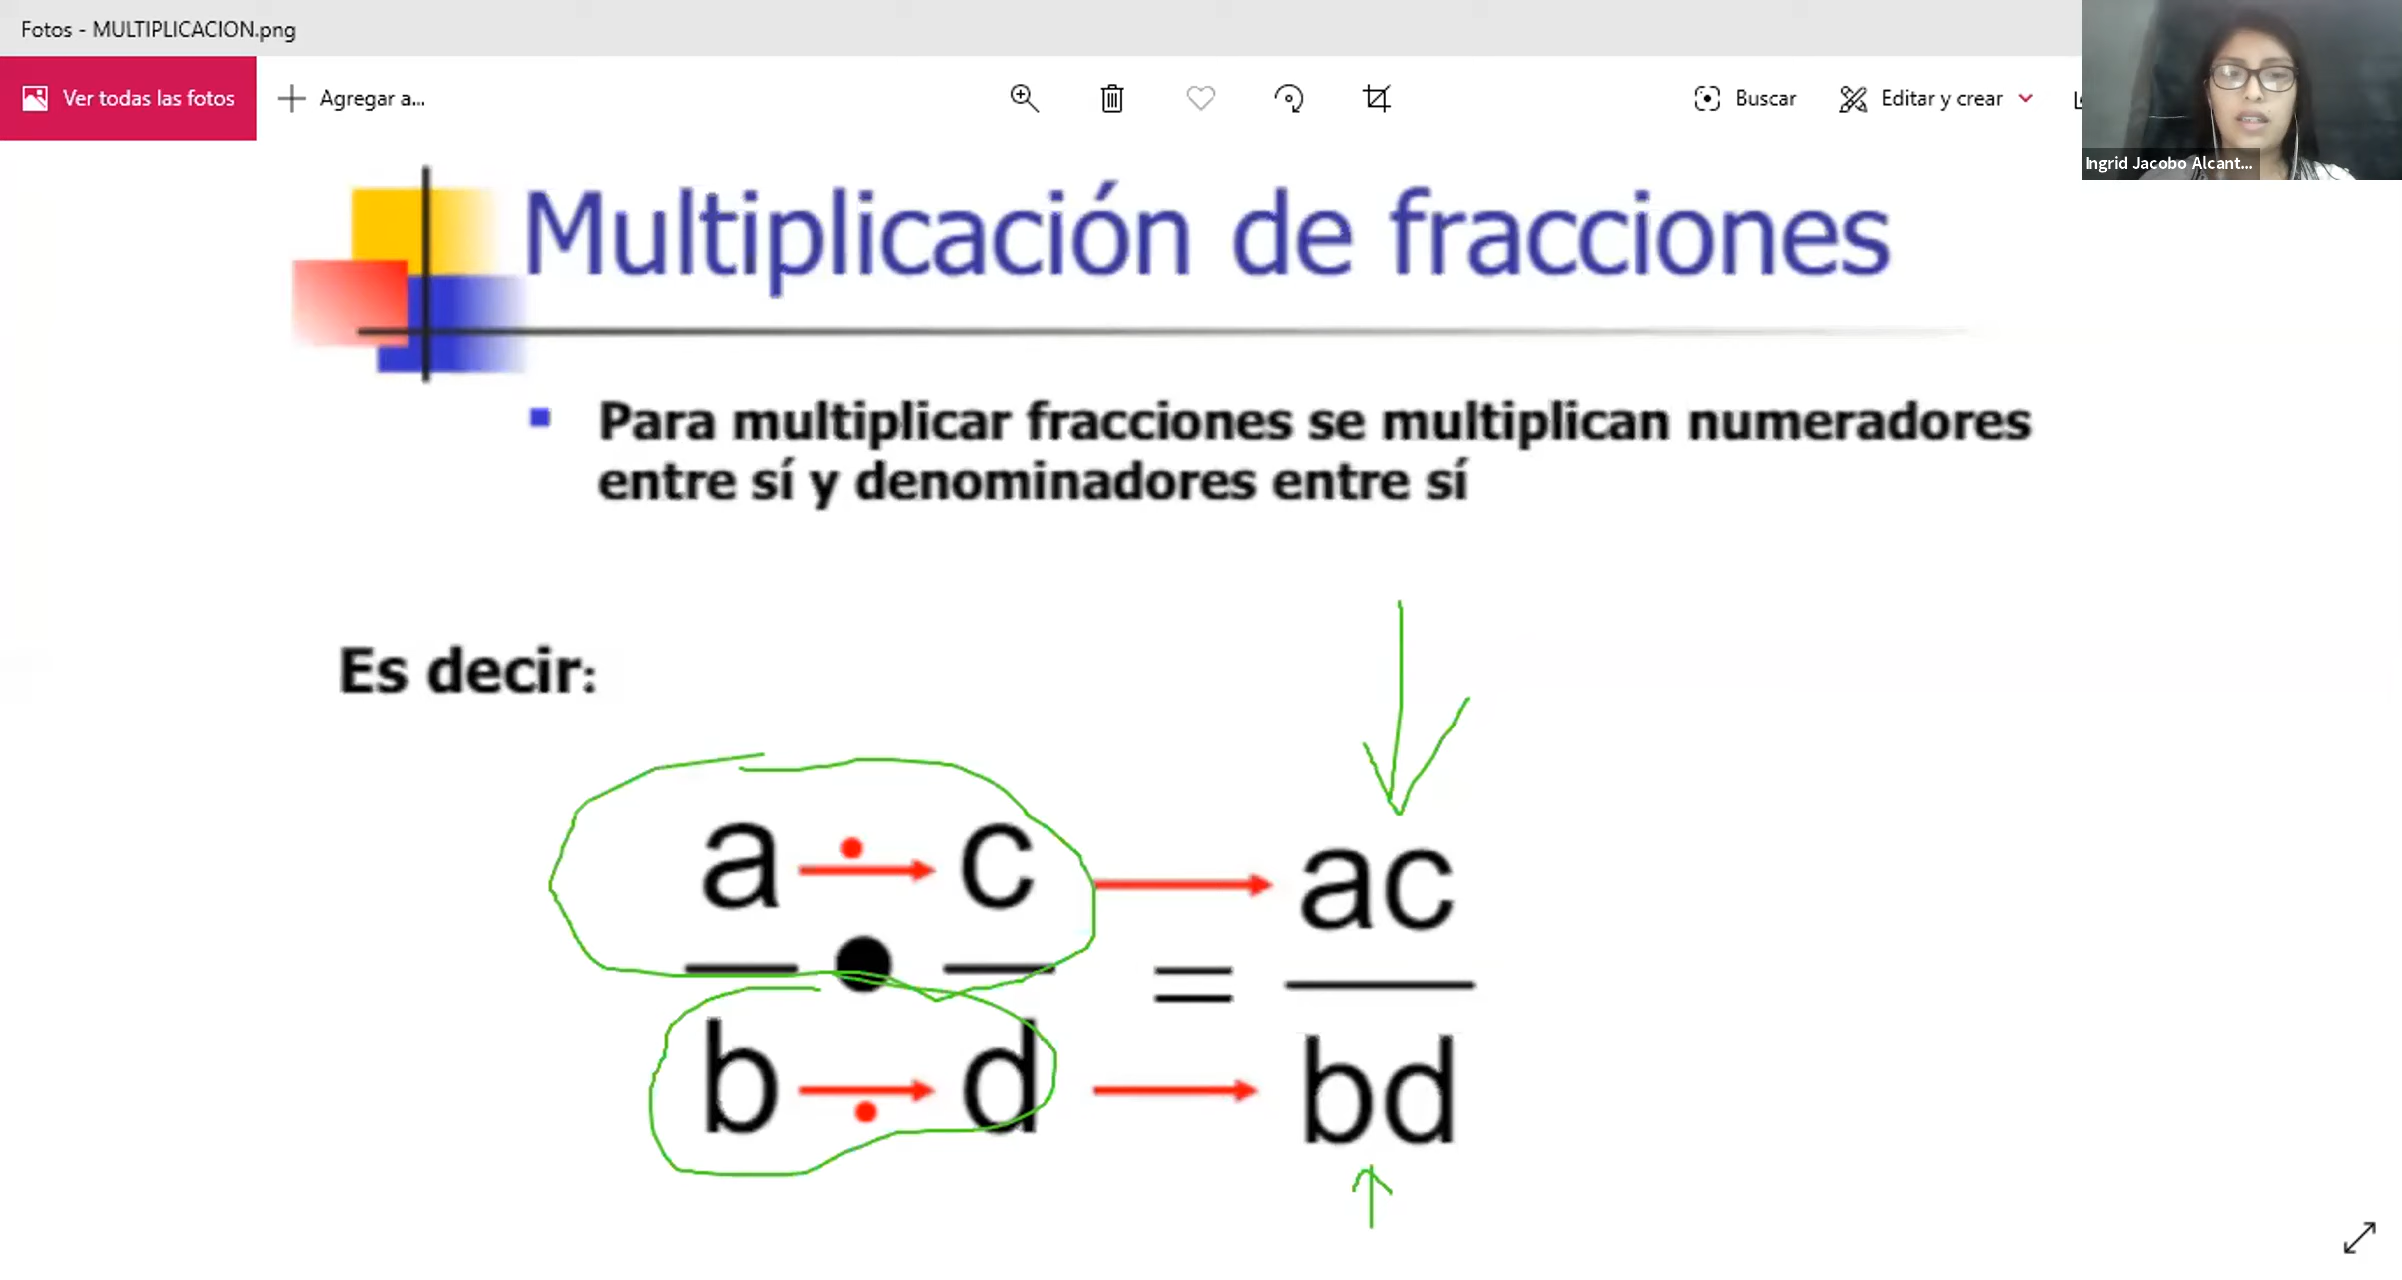 Fotos - MULTIPLICACION.png
Ver todas las fotos
Agregar a...
Buscar
Editar y crear
Ingrid Jacobo Alcant...
Multiplicación de fracciones
Para multiplicar fracciones se multiplican numeradores
entre sí y denominadores entre sí
Es decir:
a c ac
=
b d bd